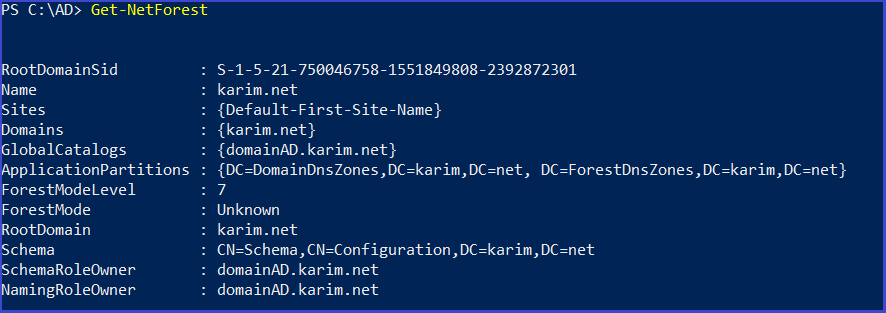 PS C:\AD> Get-NetForest
RootDomainSid : S-1-5-21-750046758-1551849808-2392872301
Name : karim.net
Sites : {Default-First-Site-Name}
Domains : {karim.net}
GlobalCatalogs : {domainAD.karim.net}
ApplicationPartitions : {DC=DomainDnsZones,DC=karim,DC=net, DC=ForestDnsZones,DC=karim,DC=net}
ForestModeLevel : 7
ForestMode : Unknown
RootDomain : karim.net
Schema : CN=Schema,CN=Configuration,DC=karim,DC=net
SchemaRoleOwner : domainAD.karim.net
NamingRoleOwner : domainAD.karim.net